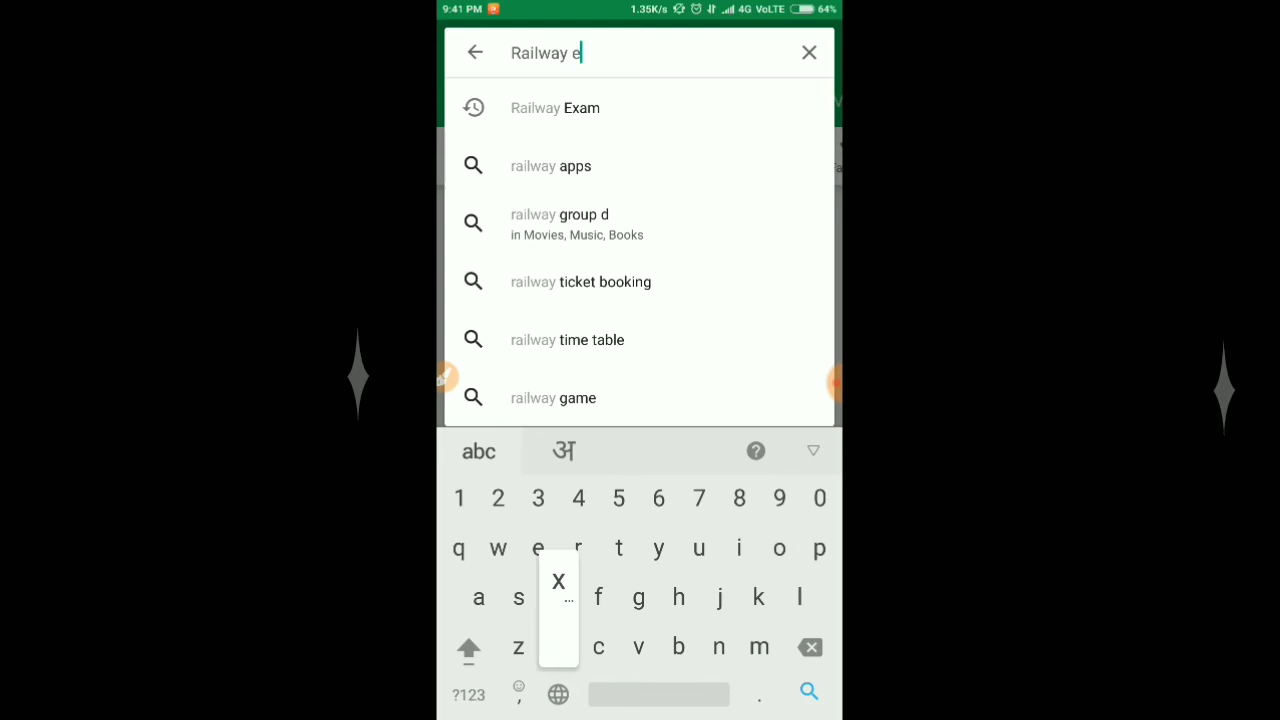 9:41 PM 1.35K/s 4G VoLTE 64%
Railway e
Railway Exam
railway apps
railway group d
in Movies, Music, Books
railway ticket booking
railway time table
railway game
abc अ ?
1 2 3 4 5 6 7 8 9 0
q w e r t y u i o p
a s x f g h j k l
z c v b n m
?123 , .